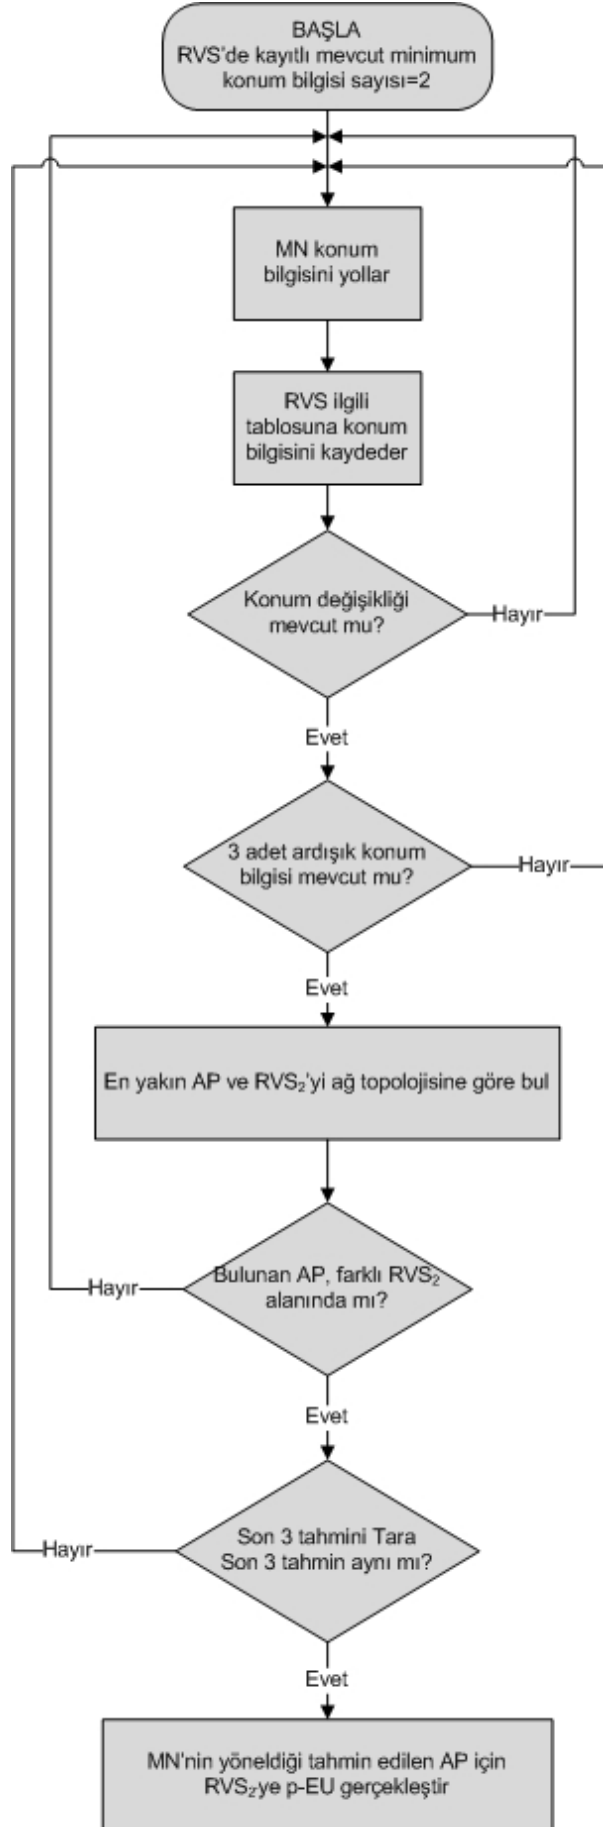 BAŞLA
RVS'de kayıtlı mevcut minimum
konum bilgisi sayısı=2
MN konum
bilgisini yollar
RVS ilgili
tablosuna konum
bilgisini kaydeder
Konum değişikliği
mevcut mu?
Hayır
Evet
3 adet ardışık konum
bilgisi mevcut mu?
Hayır
Evet
En yakın AP ve RVS₂'yi ağ topolojisine göre bul
Bulunan AP, farklı RVS₂
alanında mı?
Hayır
Evet
Son 3 tahmini Tara
Son 3 tahmin aynı mı?
Hayır
Evet
MN'nin yöneldiği tahmin edilen AP için
RVS₂'ye p-EU gerçekleştir